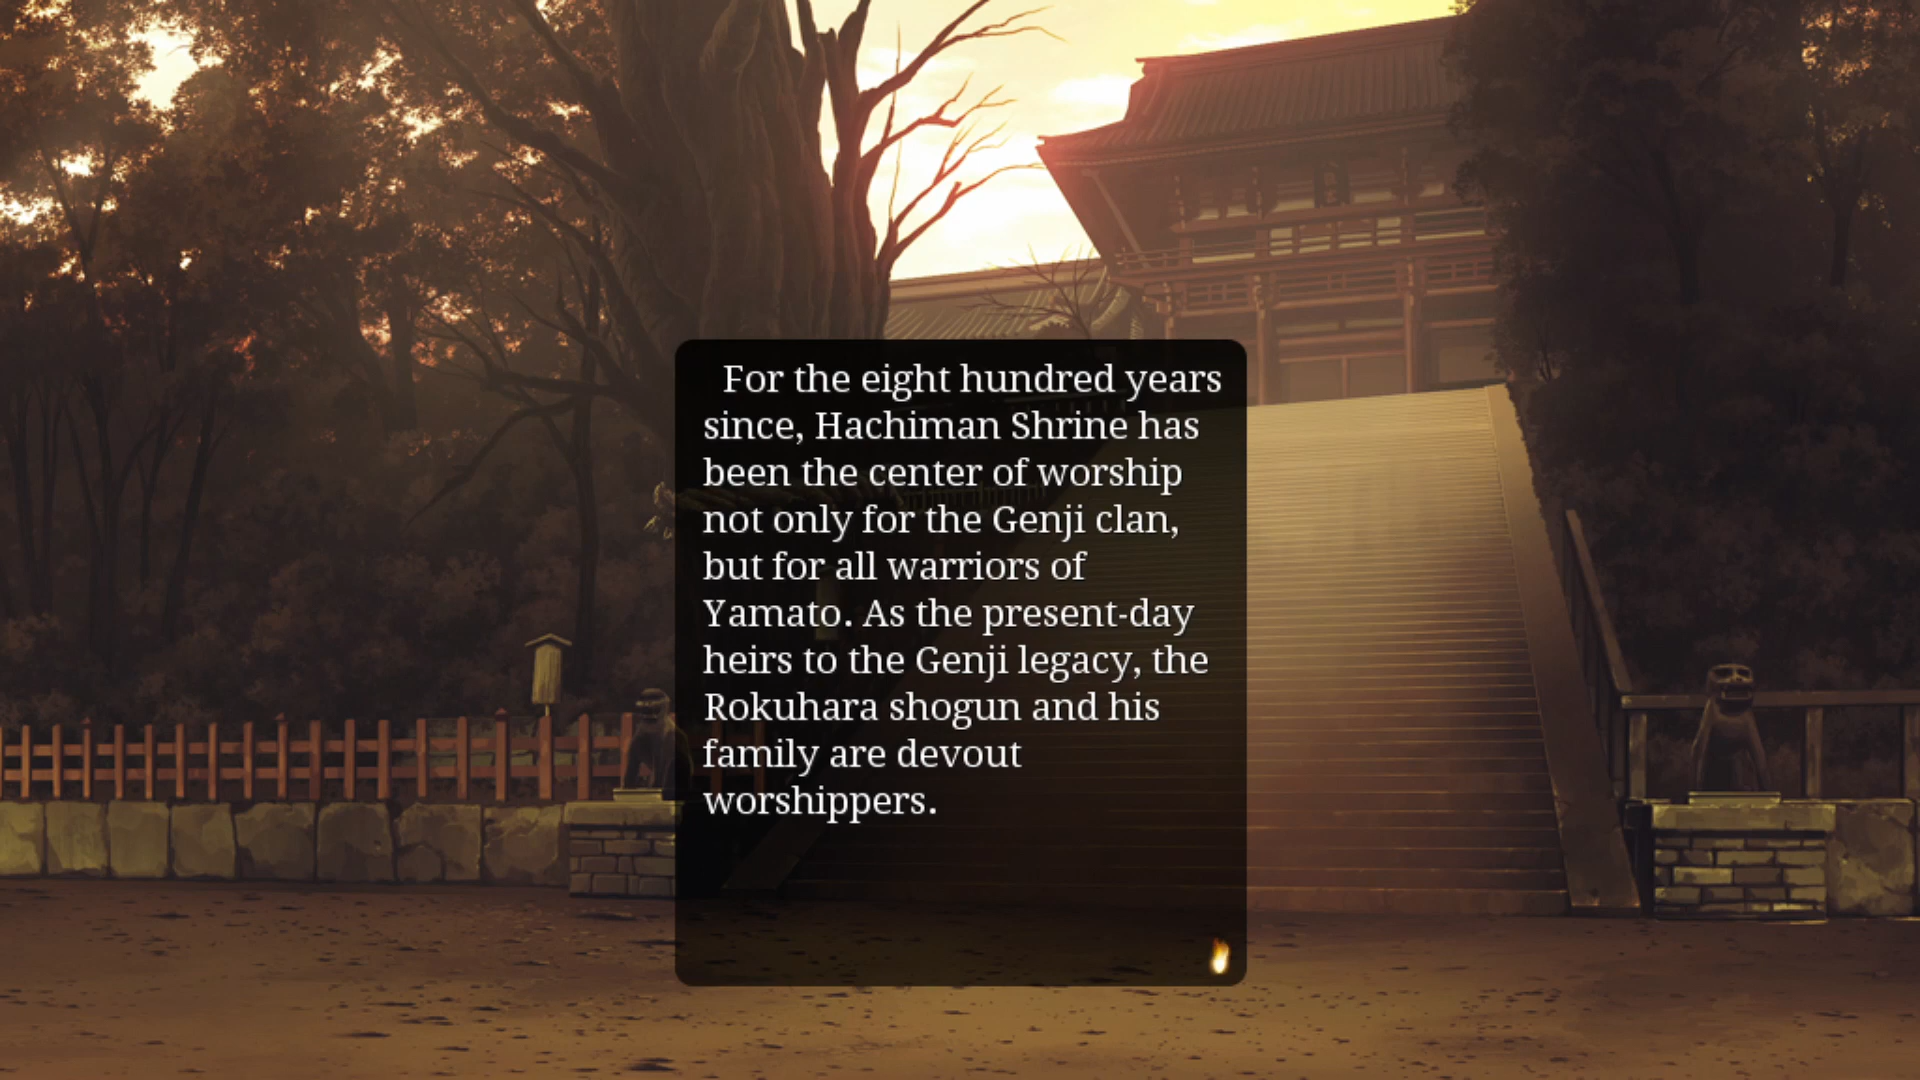 For the eight hundred years
since, Hachiman Shrine has
been the center of worship
not only for the Genji clan,
but for all warriors of
Yamato. As the present-day
heirs to the Genji legacy, the
Rokuhara shogun and his
family are devout
worshippers.